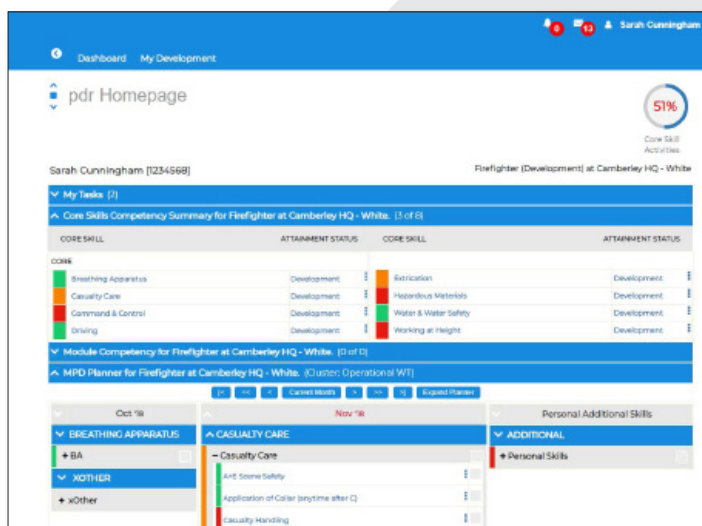 0 13 Sarah Cunningham
Dashboard My Development
pdr Homepage
51%
Core Skill
Activities
Sarah Cunningham [1234568]
Firefighter (Development) at Camberley HQ - White
My Tasks (2)
Core Skills Competency Summary for Firefighter at Camberley HQ - White. (3 of 8)
CORE SKILL ATTAINMENT STATUS CORE SKILL ATTAINMENT STATUS
CORE
Breathing Apparatus Development Extrication Development
Casualty Care Development Hazardous Materials Development
Command & Control Development Water & Water Safety Development
Driving Development Working at Height Development
Module Competency for Firefighter at Camberley HQ - White. (0 of 0)
MPD Planner for Firefighter at Camberley HQ - White. (Cluster: Operational WT)
|< << < Current Month > >> >| Expand Planner
Oct '18 Nov '18 Personal Additional Skills
BREATHING APPARATUS CASUALTY CARE ADDITIONAL
+ BA − Casualty Care + Personal Skills
XOTHER A+E Scene Safety
+ xOther Application of Collar (anytime after C)
Casualty Handling